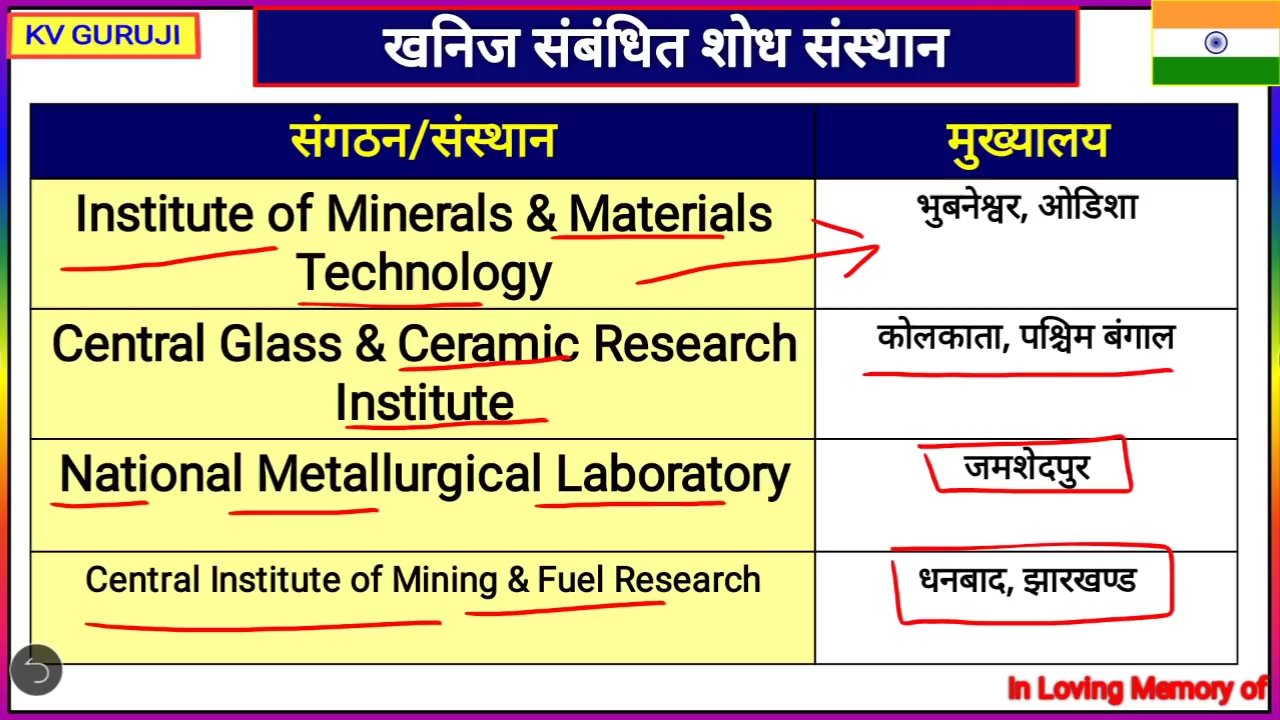 KV GURUJI
खनिज संबंधित शोध संस्थान
संगठन/संस्थान
मुख्यालय
Institute of Minerals & Materials
Technology
भुबनेश्वर, ओडिशा
Central Glass & Ceramic Research
Institute
कोलकाता, पश्चिम बंगाल
National Metallurgical Laboratory
जमशेदपुर
Central Institute of Mining & Fuel Research
धनबाद, झारखण्ड
In Loving Memory of